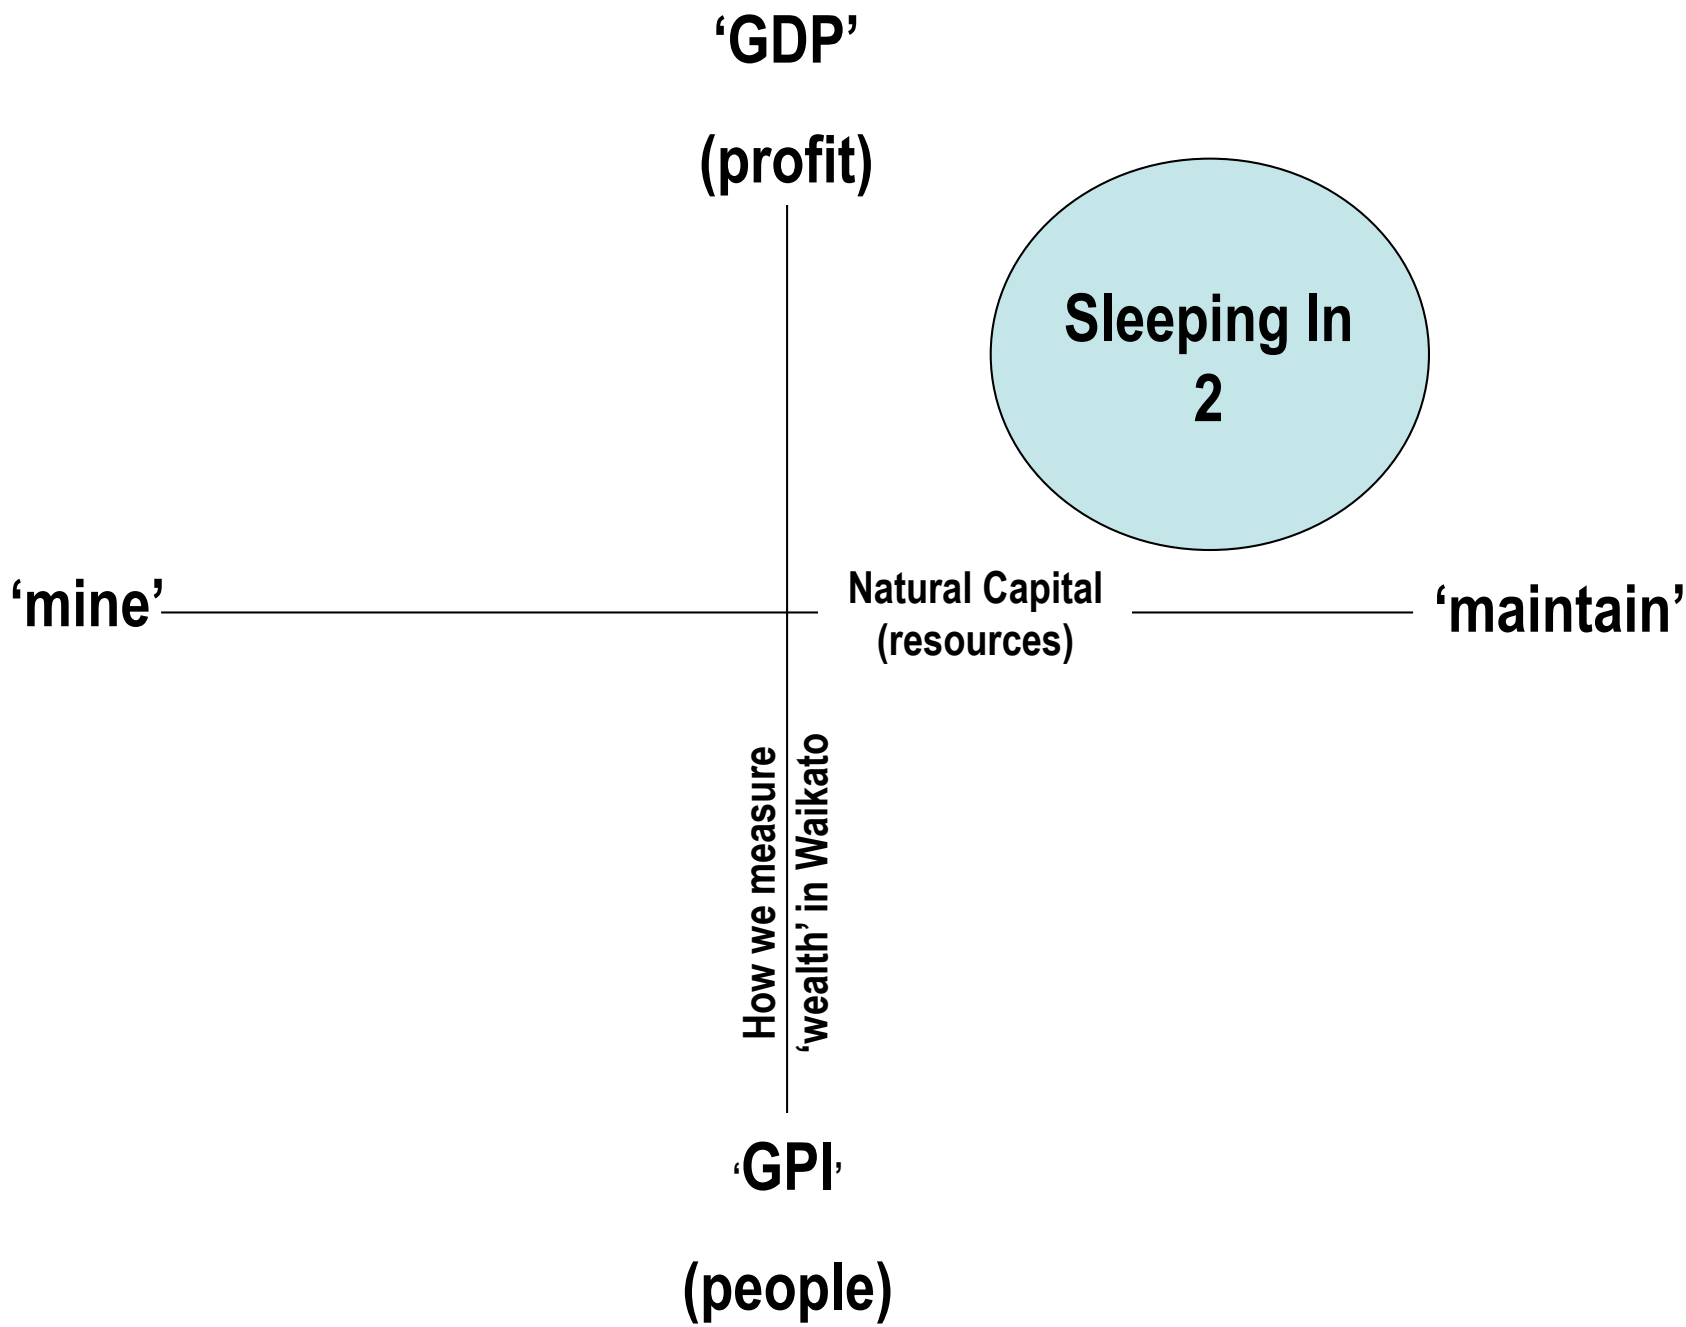 ‘GDP’
(profit)
Sleeping In
2
‘mine’
Natural Capital
(resources)
‘maintain’
How we measure
‘wealth’ in Waikato
‘GPI’
(people)